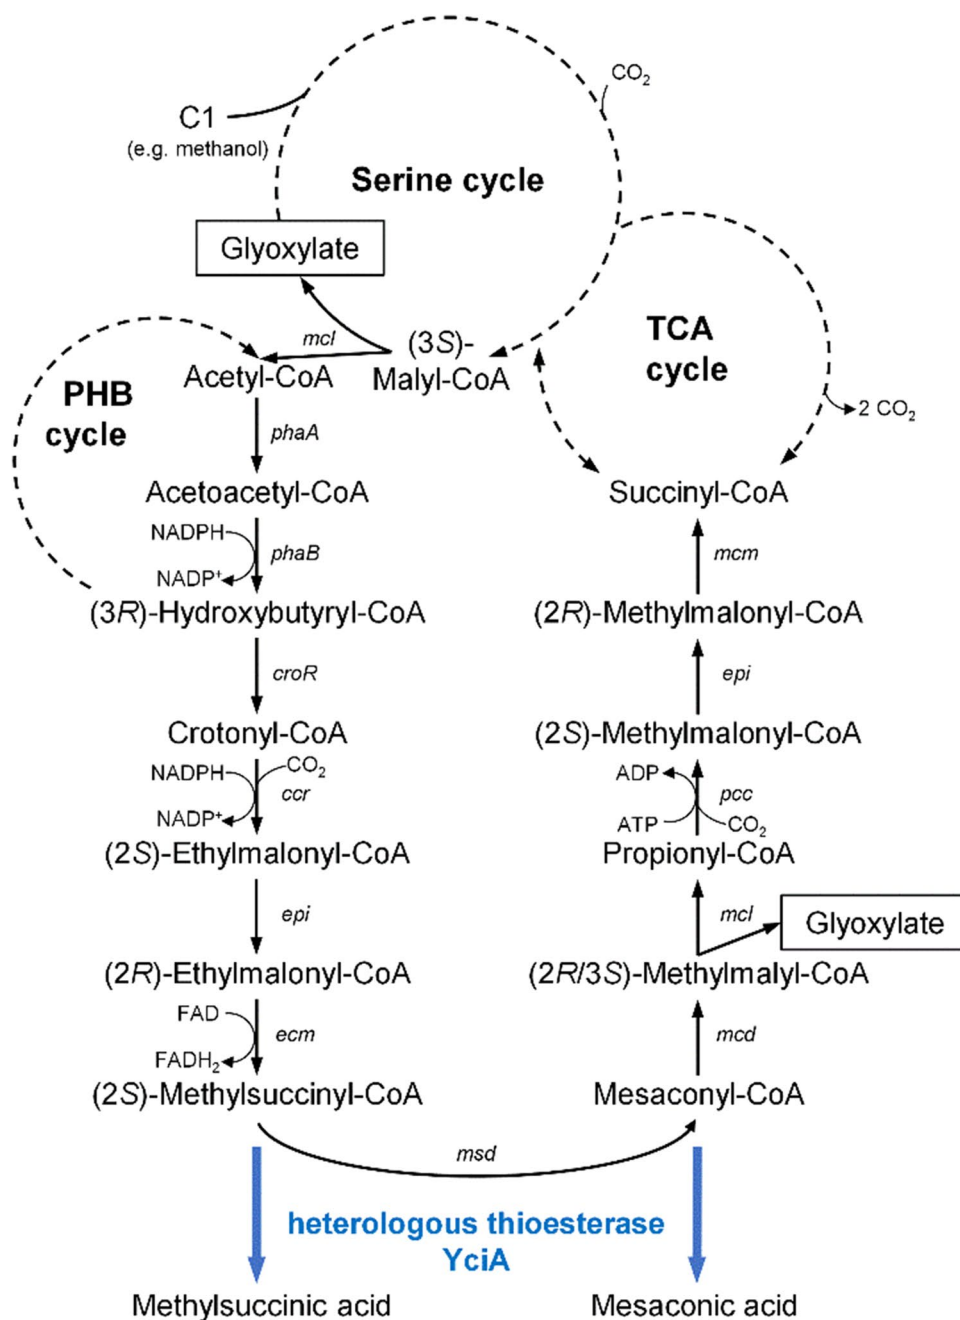 CO₂
C1
(e.g. methanol)
Serine cycle
Glyoxylate
mcl
(3S)-
Malyl-CoA
TCA
cycle
2 CO₂
PHB
cycle
Acetyl-CoA
phaA
Acetoacetyl-CoA
NADPH
NADP⁺
phaB
(3R)-Hydroxybutyryl-CoA
croR
Crotonyl-CoA
NADPH
CO₂
ccr
NADP⁺
(2S)-Ethylmalonyl-CoA
epi
(2R)-Ethylmalonyl-CoA
FAD
FADH₂
ecm
(2S)-Methylsuccinyl-CoA
msd
Succinyl-CoA
mcm
(2R)-Methylmalonyl-CoA
epi
(2S)-Methylmalonyl-CoA
ADP
pcc
ATP
CO₂
Propionyl-CoA
mcl
Glyoxylate
(2R/3S)-Methylmalyl-CoA
mcd
Mesaconyl-CoA
heterologous thioesterase
YciA
Methylsuccinic acid
Mesaconic acid